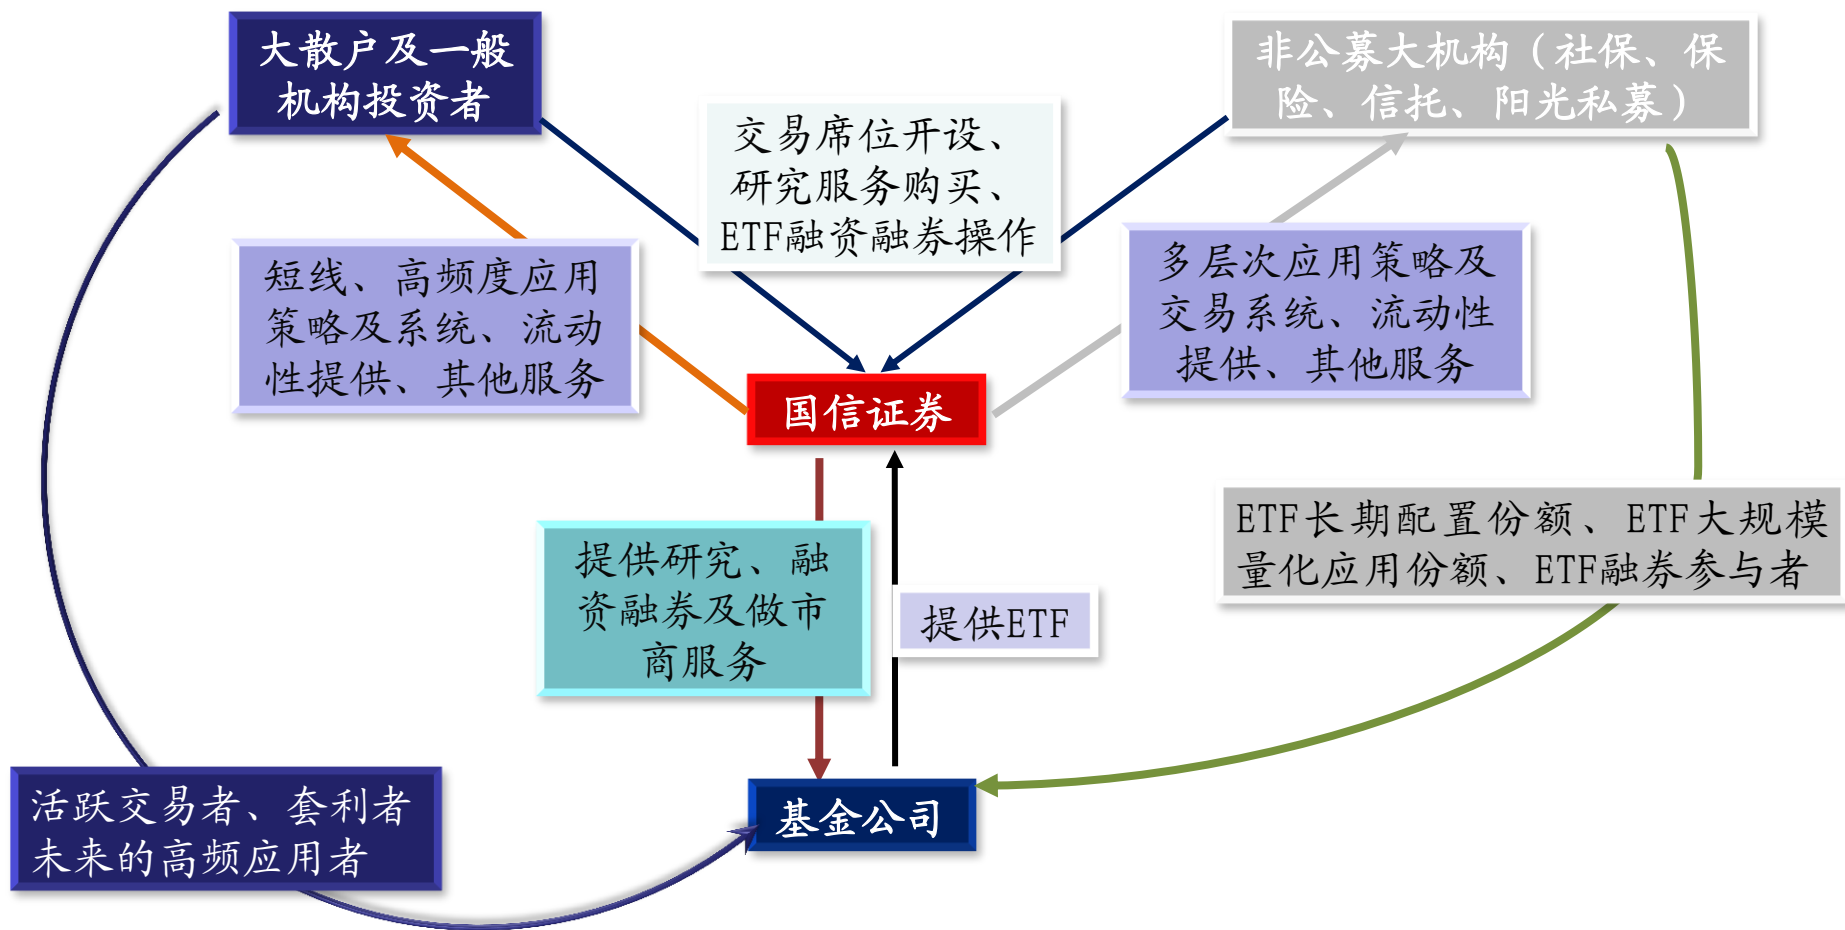 大散户及一般
机构投资者
非公募大机构（社保、保
险、信托、阳光私募）
交易席位开设、
研究服务购买、
ETF融资融券操作
短线、高频度应用
策略及系统、流动
性提供、其他服务
多层次应用策略及
交易系统、流动性
提供、其他服务
国信证券
ETF长期配置份额、ETF大规模
量化应用份额、ETF融券参与者
提供研究、融
资融券及做市
商服务
提供ETF
活跃交易者、套利者
未来的高频应用者
基金公司